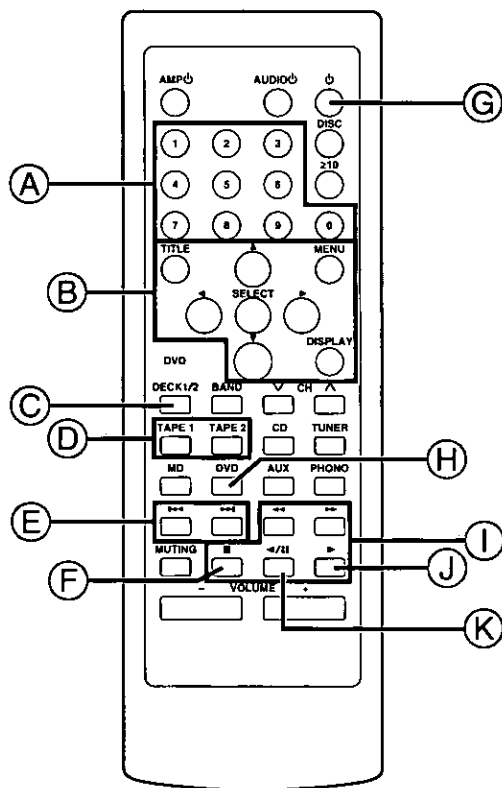 AMP⏻ AUDIO⏻ ⏻
G
DISC
1 2 3
≥10
A
4 5 6
7 8 9 0
TITLE ▲ MENU
B
◀ SELECT ▶
▼
DISPLAY
DVD
DECK1/2 BAND ∨ CH ∧
C
TAPE 1 TAPE 2 CD TUNER
D
H
MD DVD AUX PHONO
⏮ ⏭ ◀◀ ▶▶
E
I
MUTING ■ ◀/❚❚ ▶
F
J
– VOLUME +
K